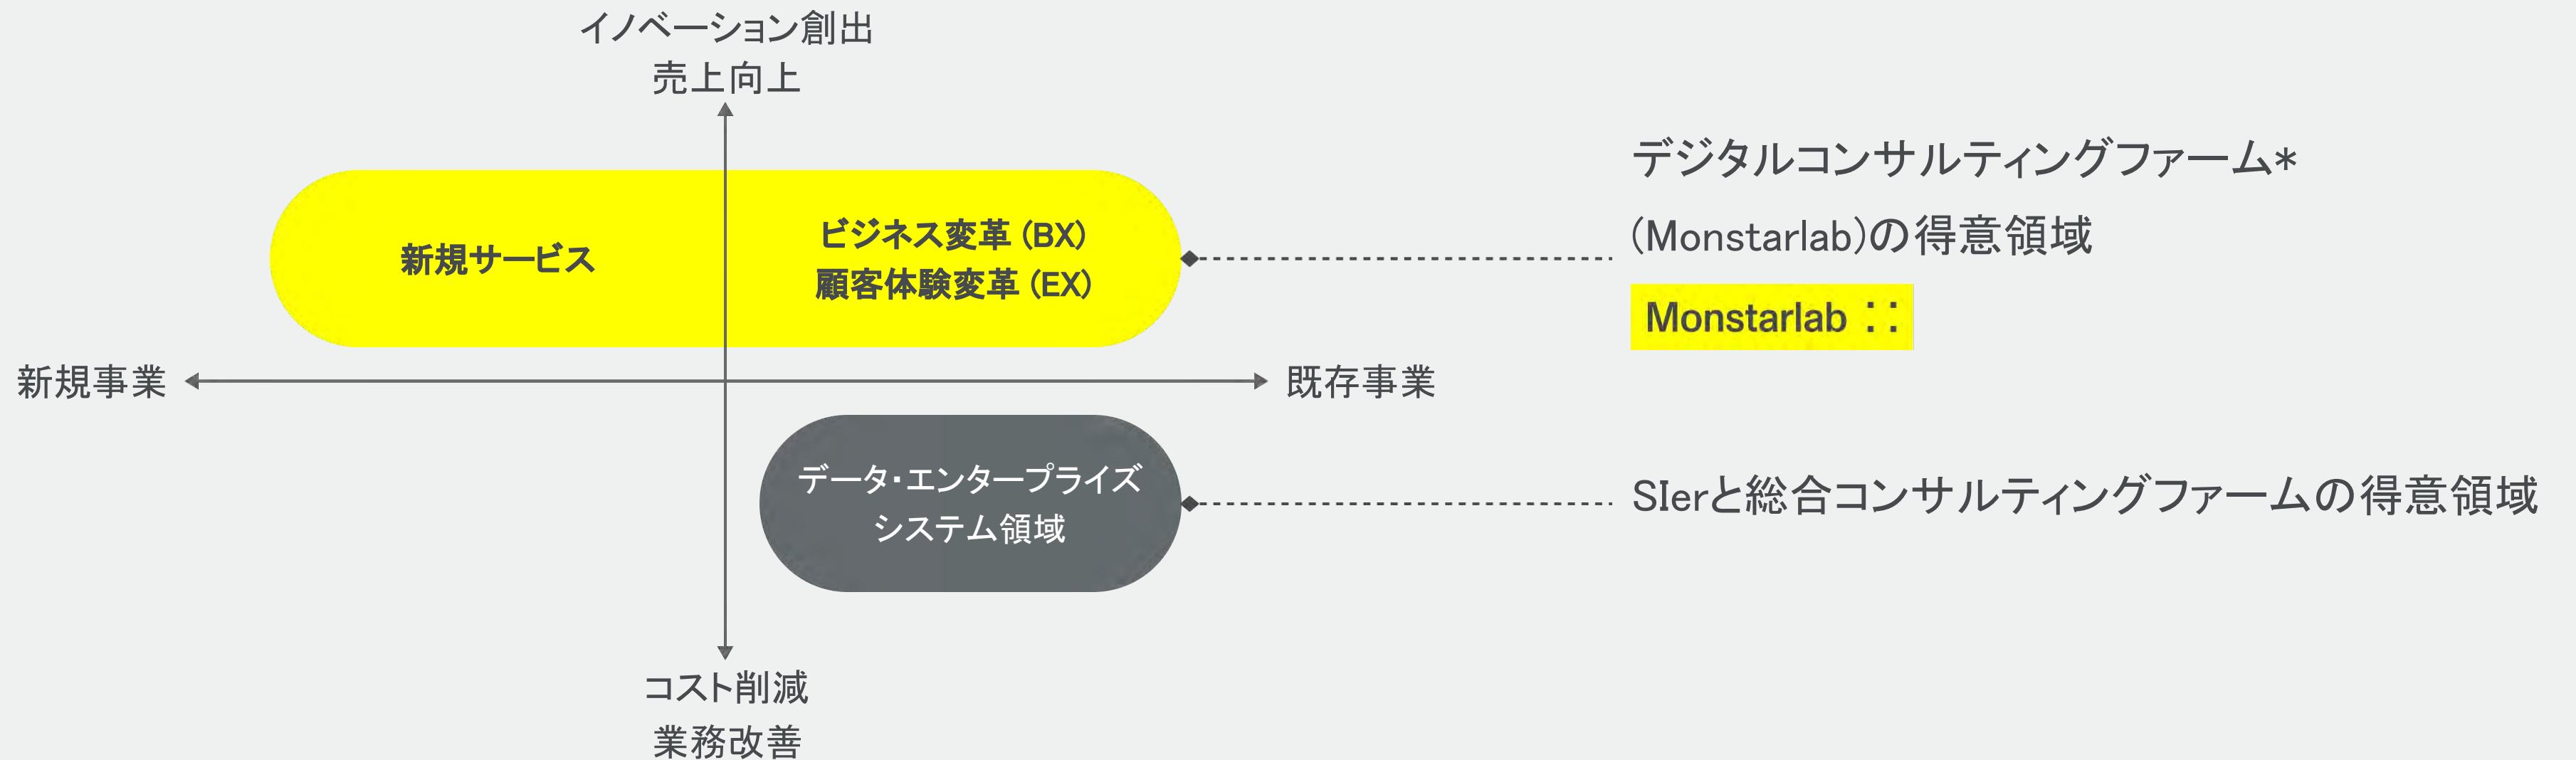 イノベーション創出
売上向上
新規サービス
ビジネス変革 (BX)
顧客体験変革 (EX)
新規事業
既存事業
データ・エンタープライズ
システム領域
コスト削減
業務改善
デジタルコンサルティングファーム*
(Monstarlab)の得意領域
Monstarlab
SIerと総合コンサルティングファームの得意領域